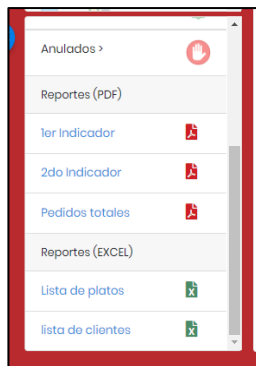 Anulados >
Reportes (PDF)
1er Indicador
2do Indicador
Pedidos totales
Reportes (EXCEL)
Lista de platos
lista de clientes